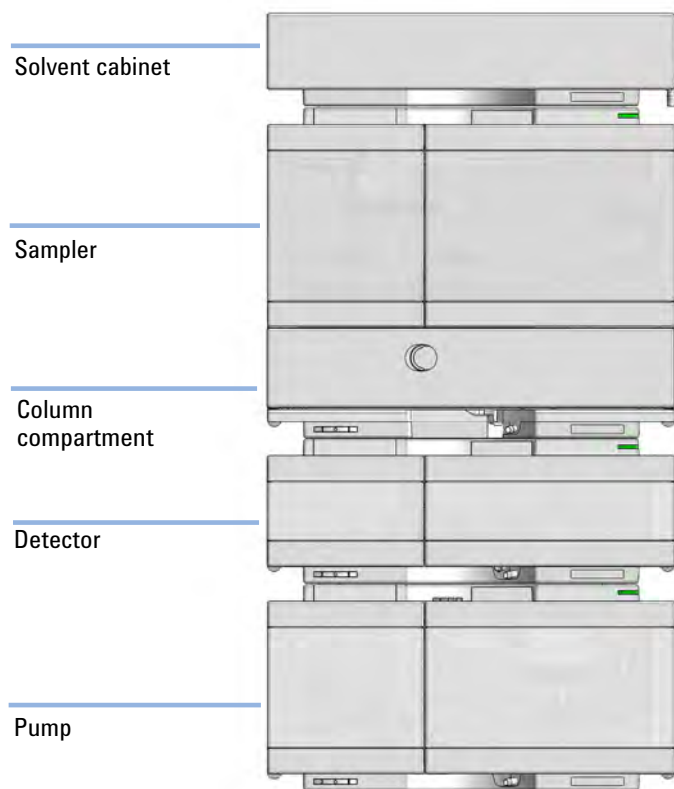 Solvent cabinet
Sampler
Column
compartment
Detector
Pump